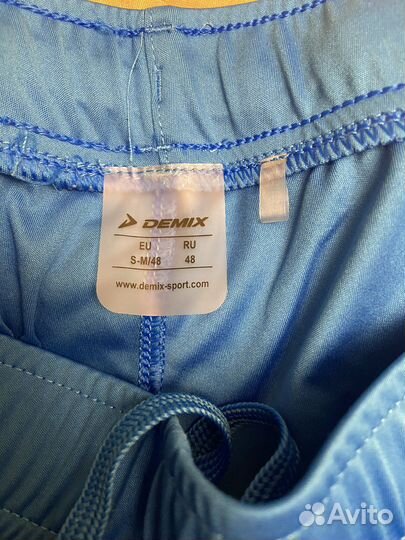 DEMIX
EU RU
S-M/48 48
www.demix-sport.com
Avito